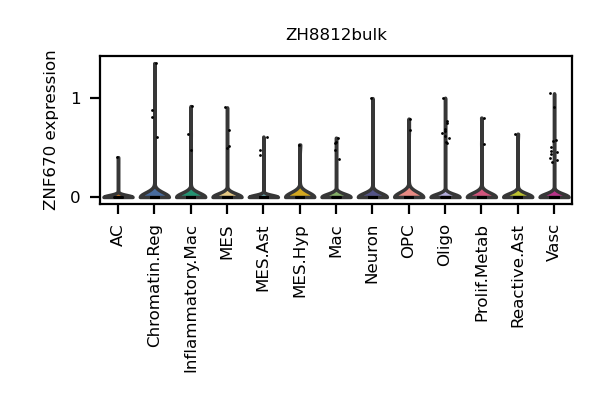 ZH8812bulk
ZNF670 expression
1
0
AC
Chromatin.Reg
Inflammatory.Mac
MES
MES.Ast
MES.Hyp
Mac
Neuron
OPC
Oligo
Prolif.Metab
Reactive.Ast
Vasc